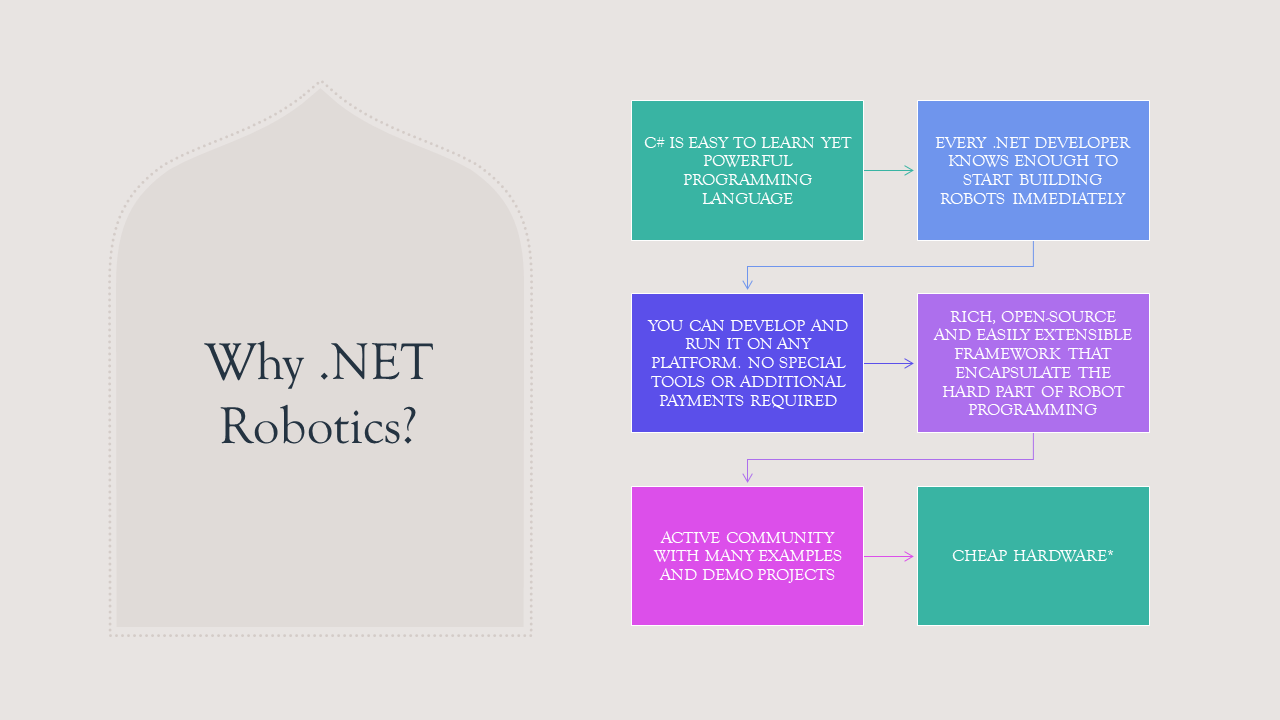 Why .NET
Robotics?
C# IS EASY TO LEARN YET
POWERFUL
PROGRAMMING
LANGUAGE
EVERY .NET DEVELOPER
KNOWS ENOUGH TO
START BUILDING
ROBOTS IMMEDIATELY
YOU CAN DEVELOP AND
RUN IT ON ANY
PLATFORM. NO SPECIAL
TOOLS OR ADDITIONAL
PAYMENTS REQUIRED
RICH, OPEN-SOURCE
AND EASILY EXTENSIBLE
FRAMEWORK THAT
ENCAPSULATE THE
HARD PART OF ROBOT
PROGRAMMING
ACTIVE COMMUNITY
WITH MANY EXAMPLES
AND DEMO PROJECTS
CHEAP HARDWARE*